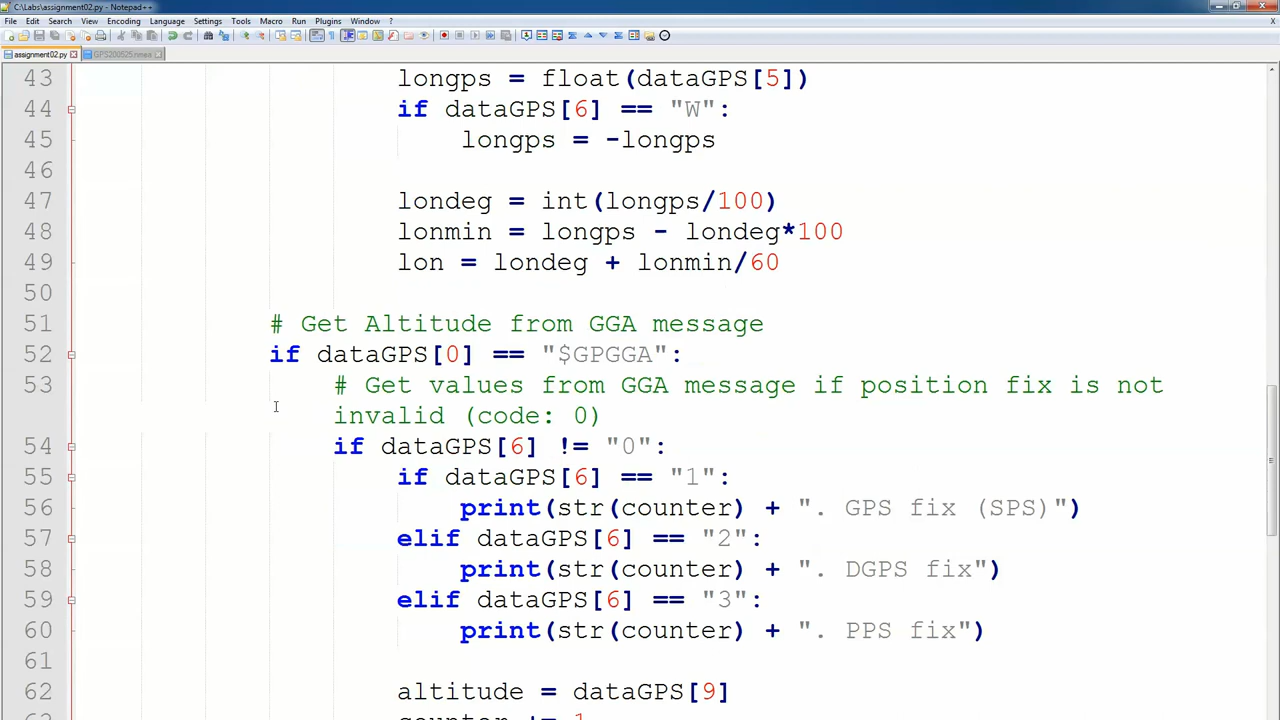 C:\Labs\assignment02.py - Notepad++
File Edit Search View Encoding Language Settings Tools Macro Run Plugins Window ?
assignment02.py GPS200525.nmea
43 longps = float(dataGPS[5])
44 if dataGPS[6] == "W":
45 longps = -longps
46
47 londeg = int(longps/100)
48 lonmin = longps - londeg*100
49 lon = londeg + lonmin/60
50
51 # Get Altitude from GGA message
52 if dataGPS[0] == "$GPGGA":
53 # Get values from GGA message if position fix is not
invalid (code: 0)
54 if dataGPS[6] != "0":
55 if dataGPS[6] == "1":
56 print(str(counter) + ". GPS fix (SPS)")
57 elif dataGPS[6] == "2":
58 print(str(counter) + ". DGPS fix")
59 elif dataGPS[6] == "3":
60 print(str(counter) + ". PPS fix")
61
62 altitude = dataGPS[9]
counter += 1